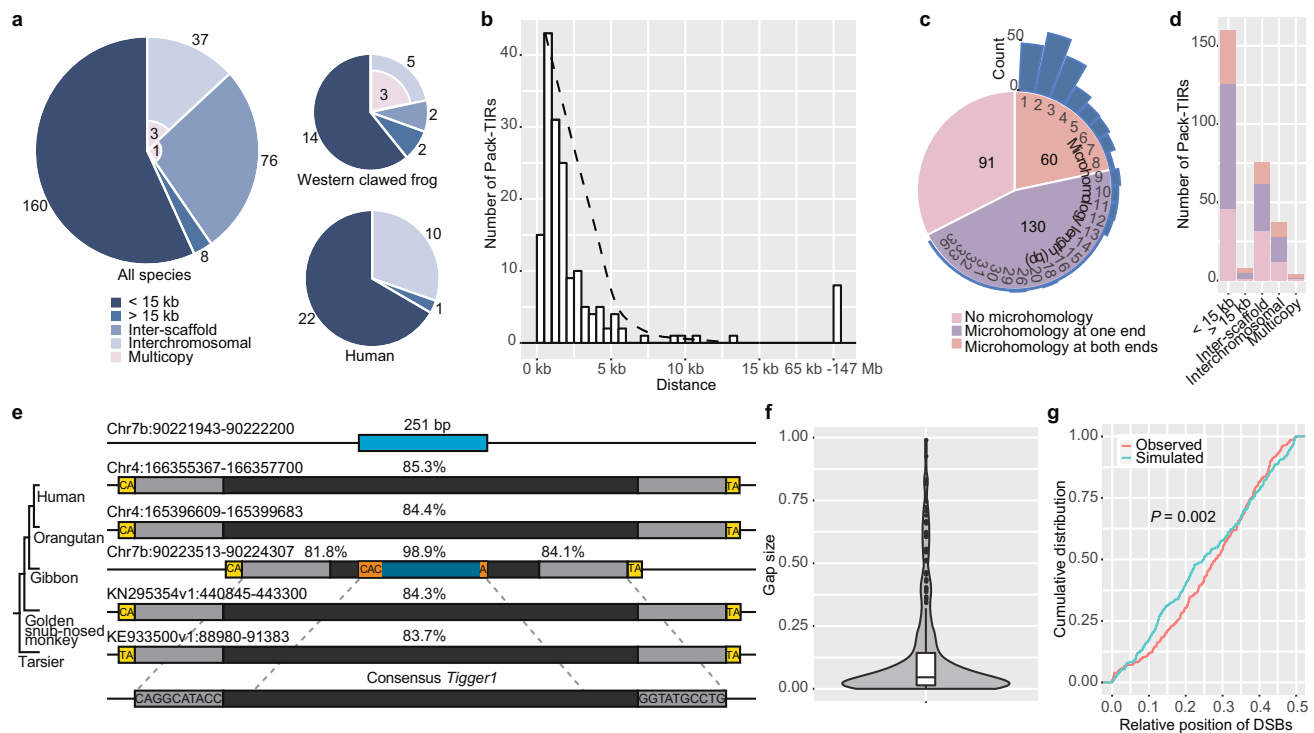 a
37
3
1
76
160
8
All species
< 15 kb
> 15 kb
Inter-scaffold
Interchromosomal
Multicopy
5
3
2
2
14
Western clawed frog
10
1
22
Human
b
Number of Pack-TIRs
40
30
20
10
0
0 kb
5 kb
10 kb
15 kb
65 kb -147 Mb
Distance
c
Count
50
0
91
60
130
1
2
3
4
5
6
7
8
9
10
11
12
13
Microhomology length (bp)
No microhomology
Microhomology at one end
Microhomology at both ends
d
Number of Pack-TIRs
150
100
50
0
< 15 kb
> 15 kb
Inter-scaffold
Interchromosomal
Multicopy
e
Chr7b:90221943-90222200
251 bp
Chr4:166355367-166357700
85.3%
CA
TA
Human
Chr4:165396609-165399683
84.4%
CA
TA
Orangutan
Chr7b:90223513-90224307
81.8%
98.9%
84.1%
CA
CAC
A
TA
Gibbon
KN295354v1:440845-443300
84.3%
CA
TA
Golden
snub-nosed
monkey
KE933500v1:88980-91383
83.7%
TA
TA
Tarsier
Consensus Tigger1
CAGGCATACC
GGTATGCCTG
f
Gap size
1.00
0.75
0.50
0.25
0.00
g
Cumulative distribution
1.00
0.75
0.50
0.25
0.00
Observed
Simulated
P = 0.002
0.0
0.1
0.2
0.3
0.4
0.5
Relative position of DSBs